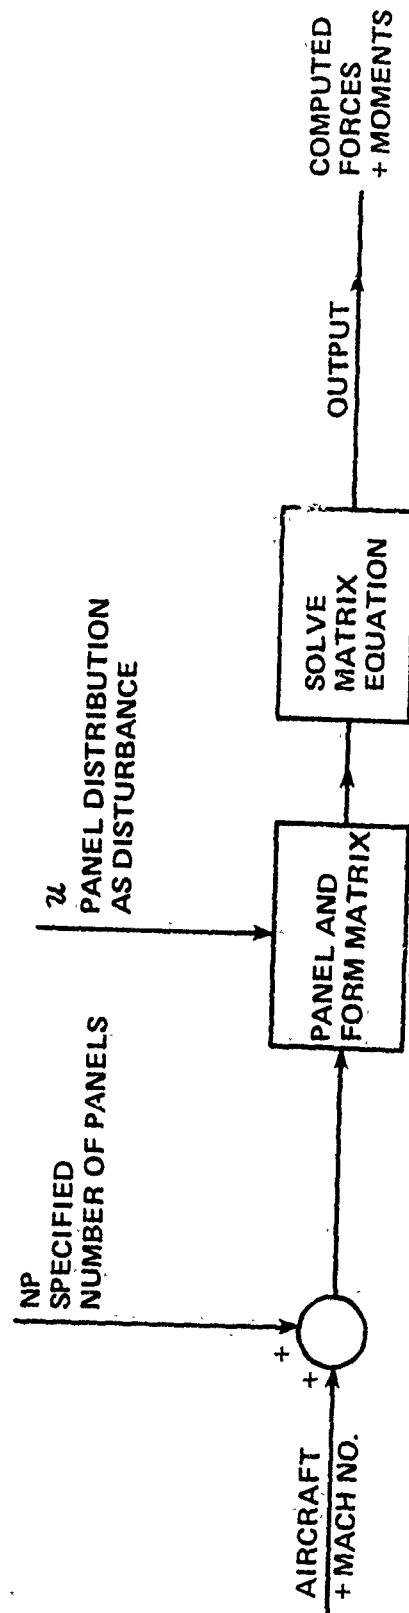 AIRCRAFT
+ MACH NO.
+
+
NP
SPECIFIED
NUMBER OF PANELS
PANEL AND
FORM MATRIX
u
PANEL DISTRIBUTION
AS DISTURBANCE
SOLVE
MATRIX
EQUATION
OUTPUT
COMPUTED
FORCES
+ MOMENTS